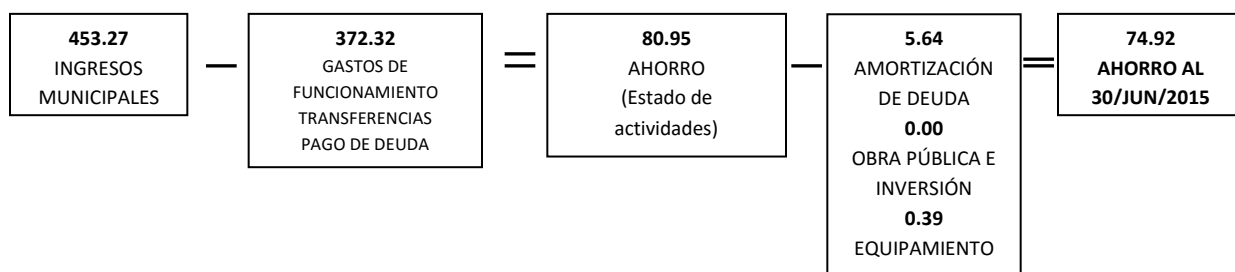 453.27
INGRESOS
MUNICIPALES
372.32
GASTOS DE
FUNCIONAMIENTO
TRANSFERENCIAS
PAGO DE DEUDA
80.95
AHORRO
(Estado de
actividades)
5.64
AMORTIZACIÓN
DE DEUDA
0.00
OBRA PÚBLICA E
INVERSIÓN
0.39
EQUIPAMIENTO
74.92
AHORRO AL
30/JUN/2015